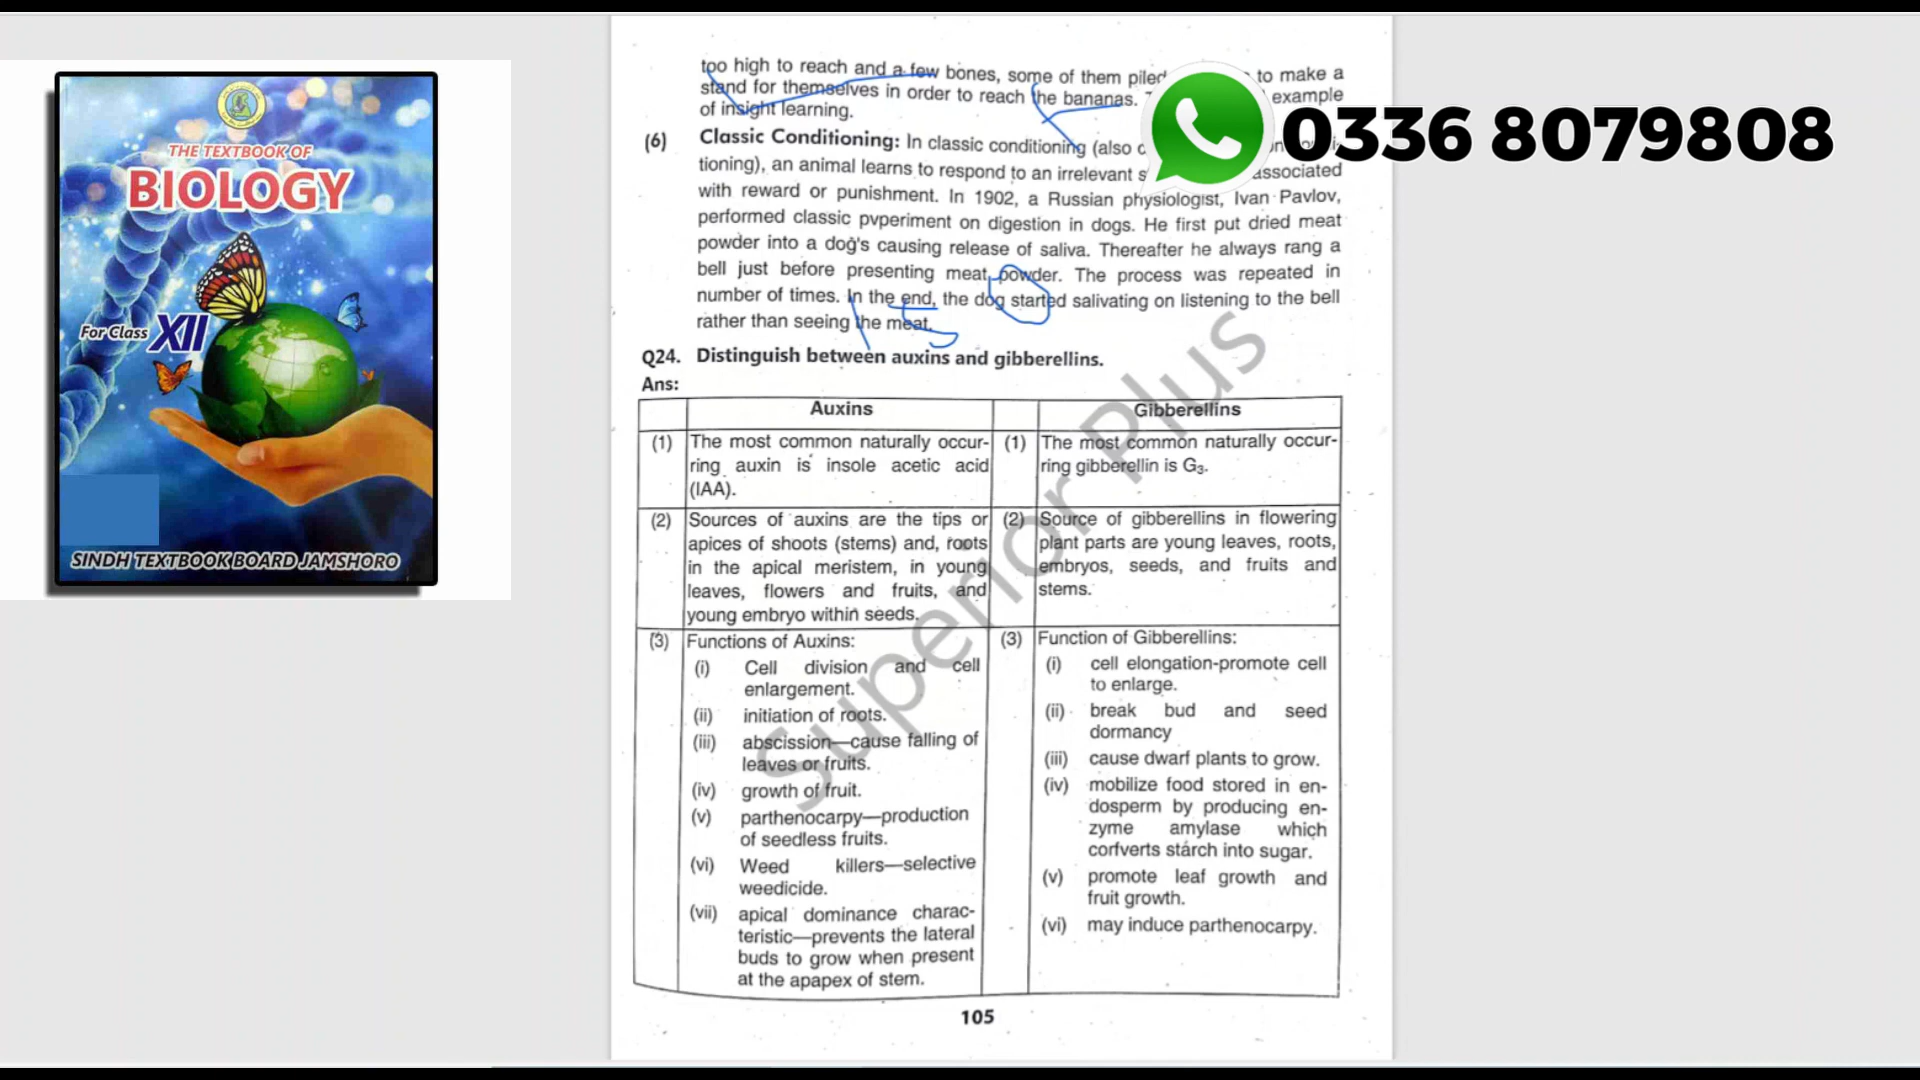 THE TEXTBOOK OF
BIOLOGY
For Class XII
SINDH TEXTBOOK BOARD JAMSHORO
0336 8079808
too high to reach and a few bones, some of them piled to make a
stand for themselves in order to reach the bananas. example
of insight learning.
(6) Classic Conditioning: In classic conditioning (also
tioning), an animal learns to respond to an irrelevant associated
with reward or punishment. In 1902, a Russian physiologist, Ivan Pavlov,
performed classic pvperiment on digestion in dogs. He first put dried meat
powder into a dog's causing release of saliva. Thereafter he always rang a
bell just before presenting meat powder. The process was repeated in
number of times. In the end, the dog started salivating on listening to the bell
rather than seeing the meat.
150
Q24. Distinguish between auxins and gibberellins.
Ans:
Auxins
(1) The most common naturally occur-
ring auxin is insole acetic acid
(IAA).
(2) Sources of auxins are the tips or
apices of shoots (stems) and, roots
in the apical meristem, in young
leaves, flowers and fruits, and
young embryo within seeds.
(3) Functions of Auxins:
(i) Cell division and cell
enlargement.
(ii) initiation of roots.
(iii) abscission—cause falling of
leaves or fruits.
(iv) growth of fruit.
(v) parthenocarpy—production
of seedless fruits.
(vi) Weed killers—selective
weedicide.
(vii) apical dominance charac-
teristic—prevents the lateral
buds to grow when present
at the apapex of stem.
Gibberellins
(1) The most common naturally occur-
ring gibberellin is G₃.
(2) Source of gibberellins in flowering
plant parts are young leaves, roots,
embryos, seeds, and fruits and
stems.
(3) Function of Gibberellins:
(i) cell elongation-promote cell
to enlarge.
(ii) break bud and seed
dormancy
(iii) cause dwarf plants to grow.
(iv) mobilize food stored in en-
dosperm by producing en-
zyme amylase which
converts starch into sugar.
(v) promote leaf growth and
fruit growth.
(vi) may induce parthenocarpy.
Superior Plus
105